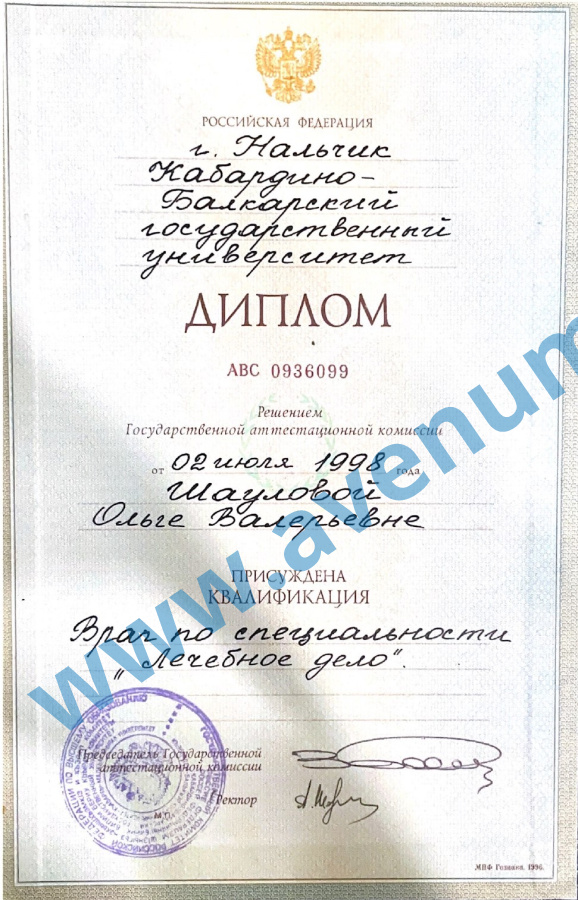 РОССИЙСКАЯ ФЕДЕРАЦИЯ
г. Нальчик
Кабардино-
Балкарский
государственный
университет
ДИПЛОМ
АВС 0936099
Решением
Государственной аттестационной комиссии
от 02 июля 1998 года
Шауловой
Ольге Валерьевне
ПРИСУЖДЕНА
КВАЛИФИКАЦИЯ
Врач по специальности
„Лечебное дело".
Председатель Государственной
аттестационной комиссии
Ректор
М.П.
МПФ Гознака. 1996.
www.avenum